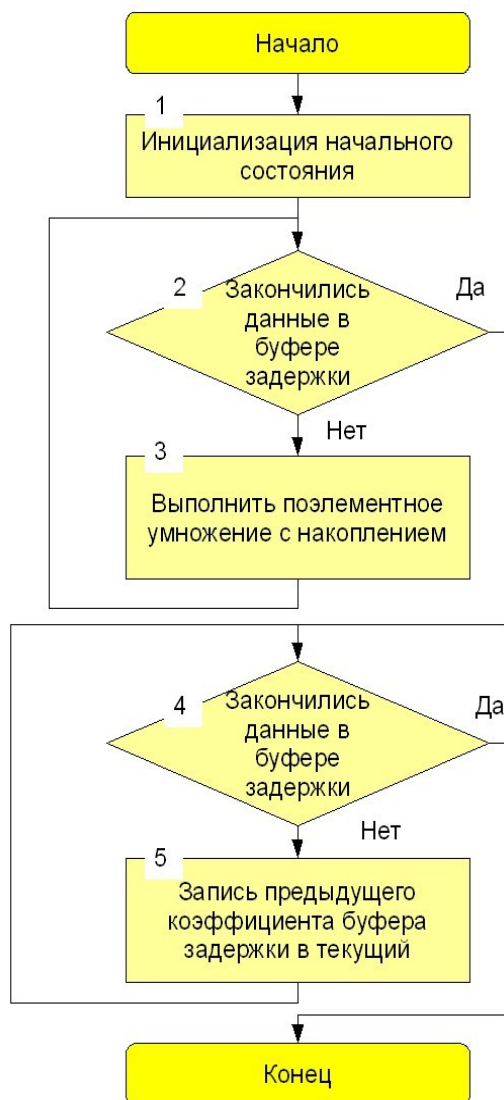 Начало
1
Инициализация начального
состояния
2
Закончились
данные в
буфере
задержки
Да
Нет
3
Выполнить поэлементное
умножение с накоплением
4
Закончились
данные в
буфере
задержки
Да
Нет
5
Запись предыдущего
коэффициента буфера
задержки в текущий
Конец